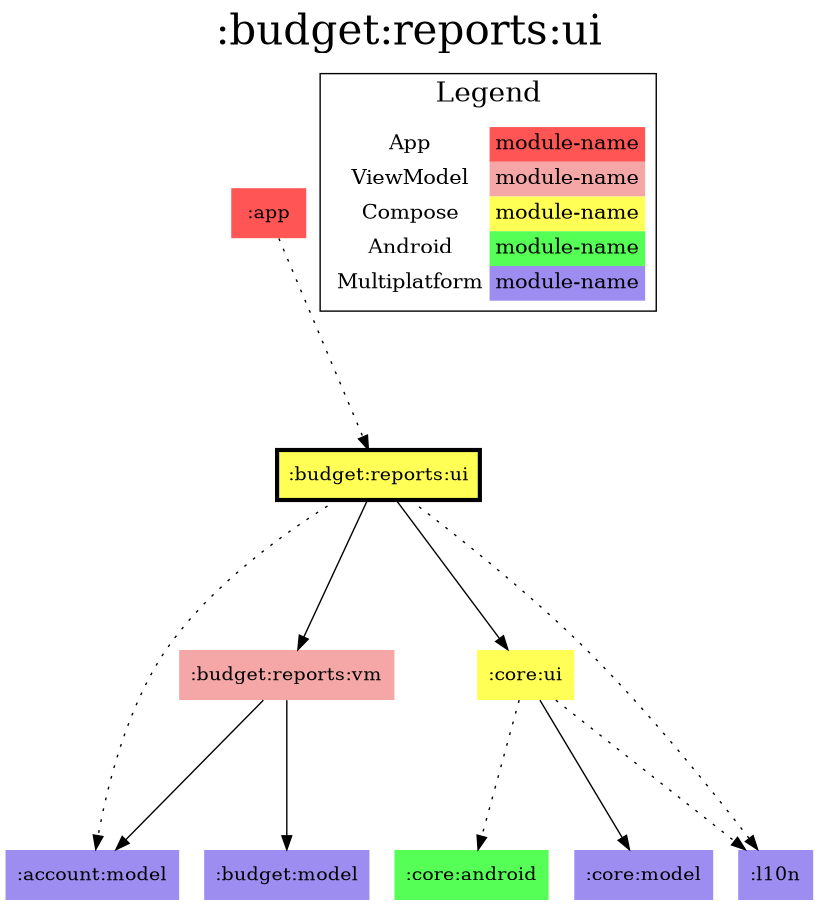 :budget:reports:ui
Legend
App module-name
ViewModel module-name
Compose module-name
Android module-name
Multiplatform module-name
:app
:budget:reports:ui
:budget:reports:vm
:core:ui
:account:model
:budget:model
:core:android
:core:model
:l10n